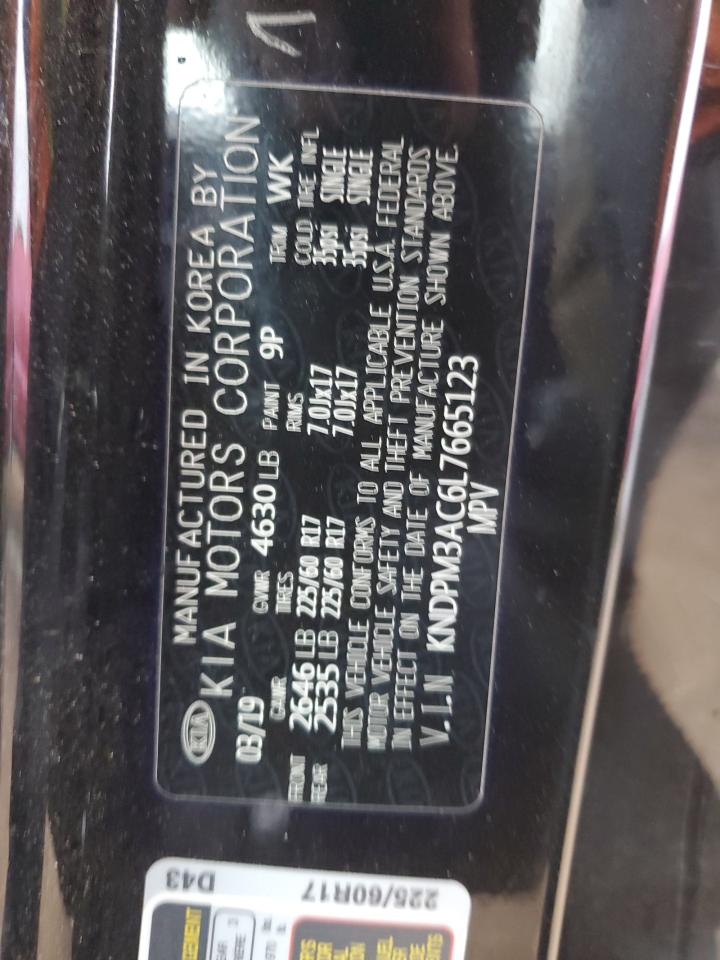 MANUFACTURED IN KOREA BY
KIA KIA MOTORS CORPORATION
03/19 GVWR 4630 LB PAINT 9P TRIM WK
GAWR TIRES RIMS COLD TIRE INFL
FRONT 2646 LB 225/60 R17 7.0Jx17 35psi SINGLE
REAR 2535 LB 225/60 R17 7.0Jx17 35psi SINGLE
THIS VEHICLE CONFORMS TO ALL APPLICABLE U.S.A. FEDERAL
MOTOR VEHICLE SAFETY AND THEFT PREVENTION STANDARDS
IN EFFECT ON THE DATE OF MANUFACTURE SHOWN ABOVE.
V.I.N KNDPM3AC6L7665123
MPV
D43
225/60R17